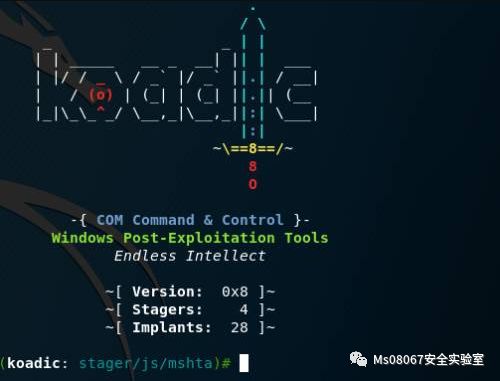 koadic
-{ COM Command & Control }-
Windows Post-Exploitation Tools
Endless Intellect
~[ Version: 0x8 ]~
~[ Stagers: 4 ]~
~[ Implants: 28 ]~
(koadic: stager/js/mshta)#
Ms08067安全实验室